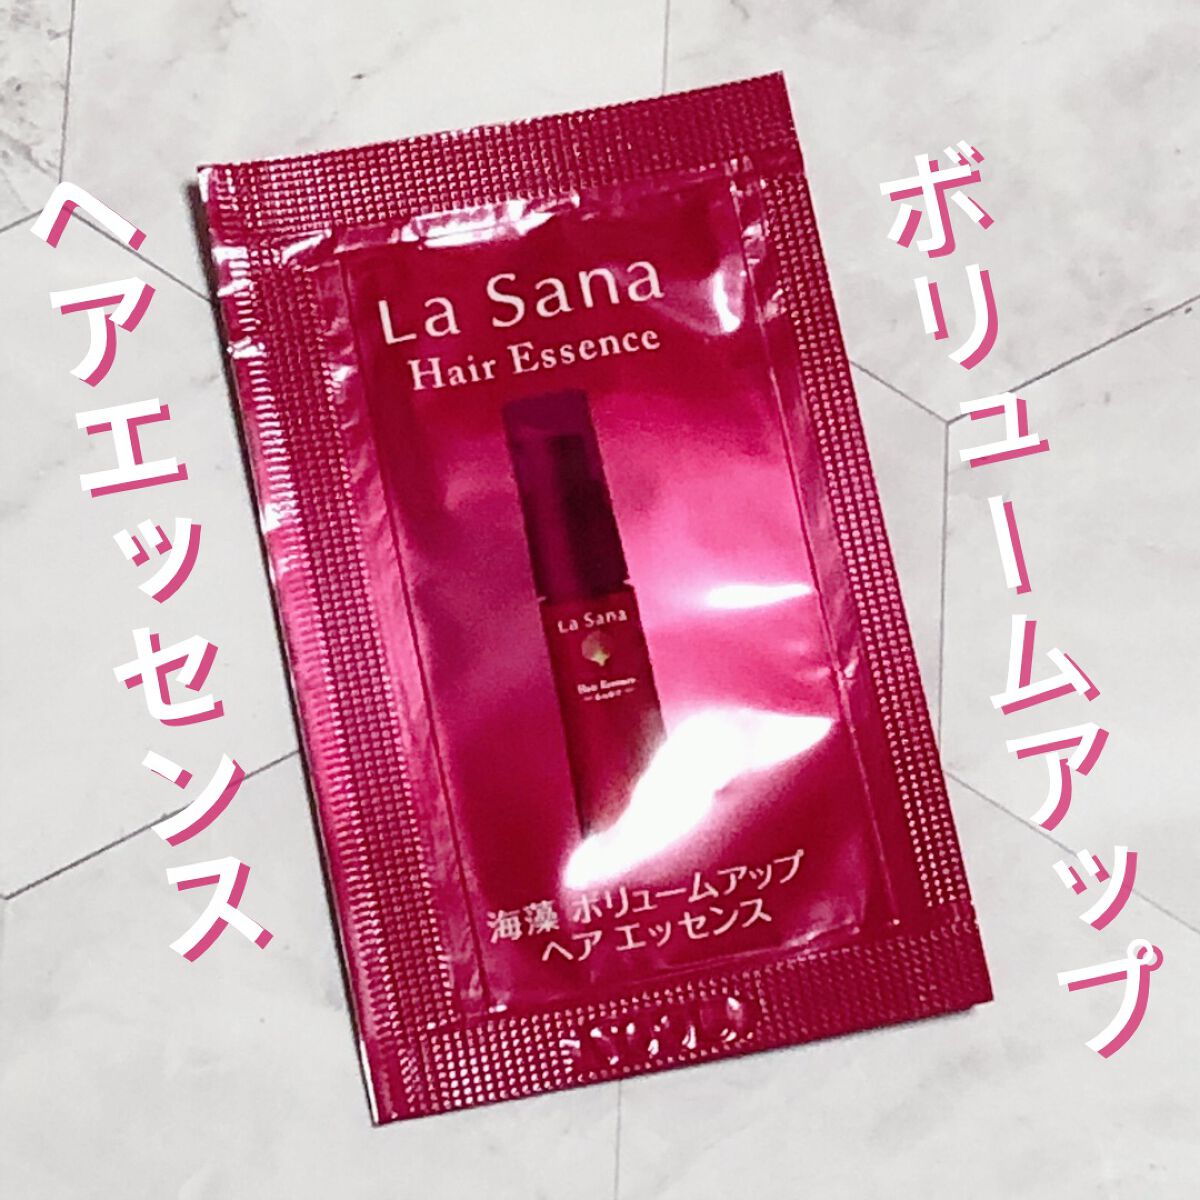 ボリュームアップ
ヘアエッセンス
La Sana
Hair Essence
La Sana
Hair Essence
海藻 ボリュームアップ
ヘア エッセンス